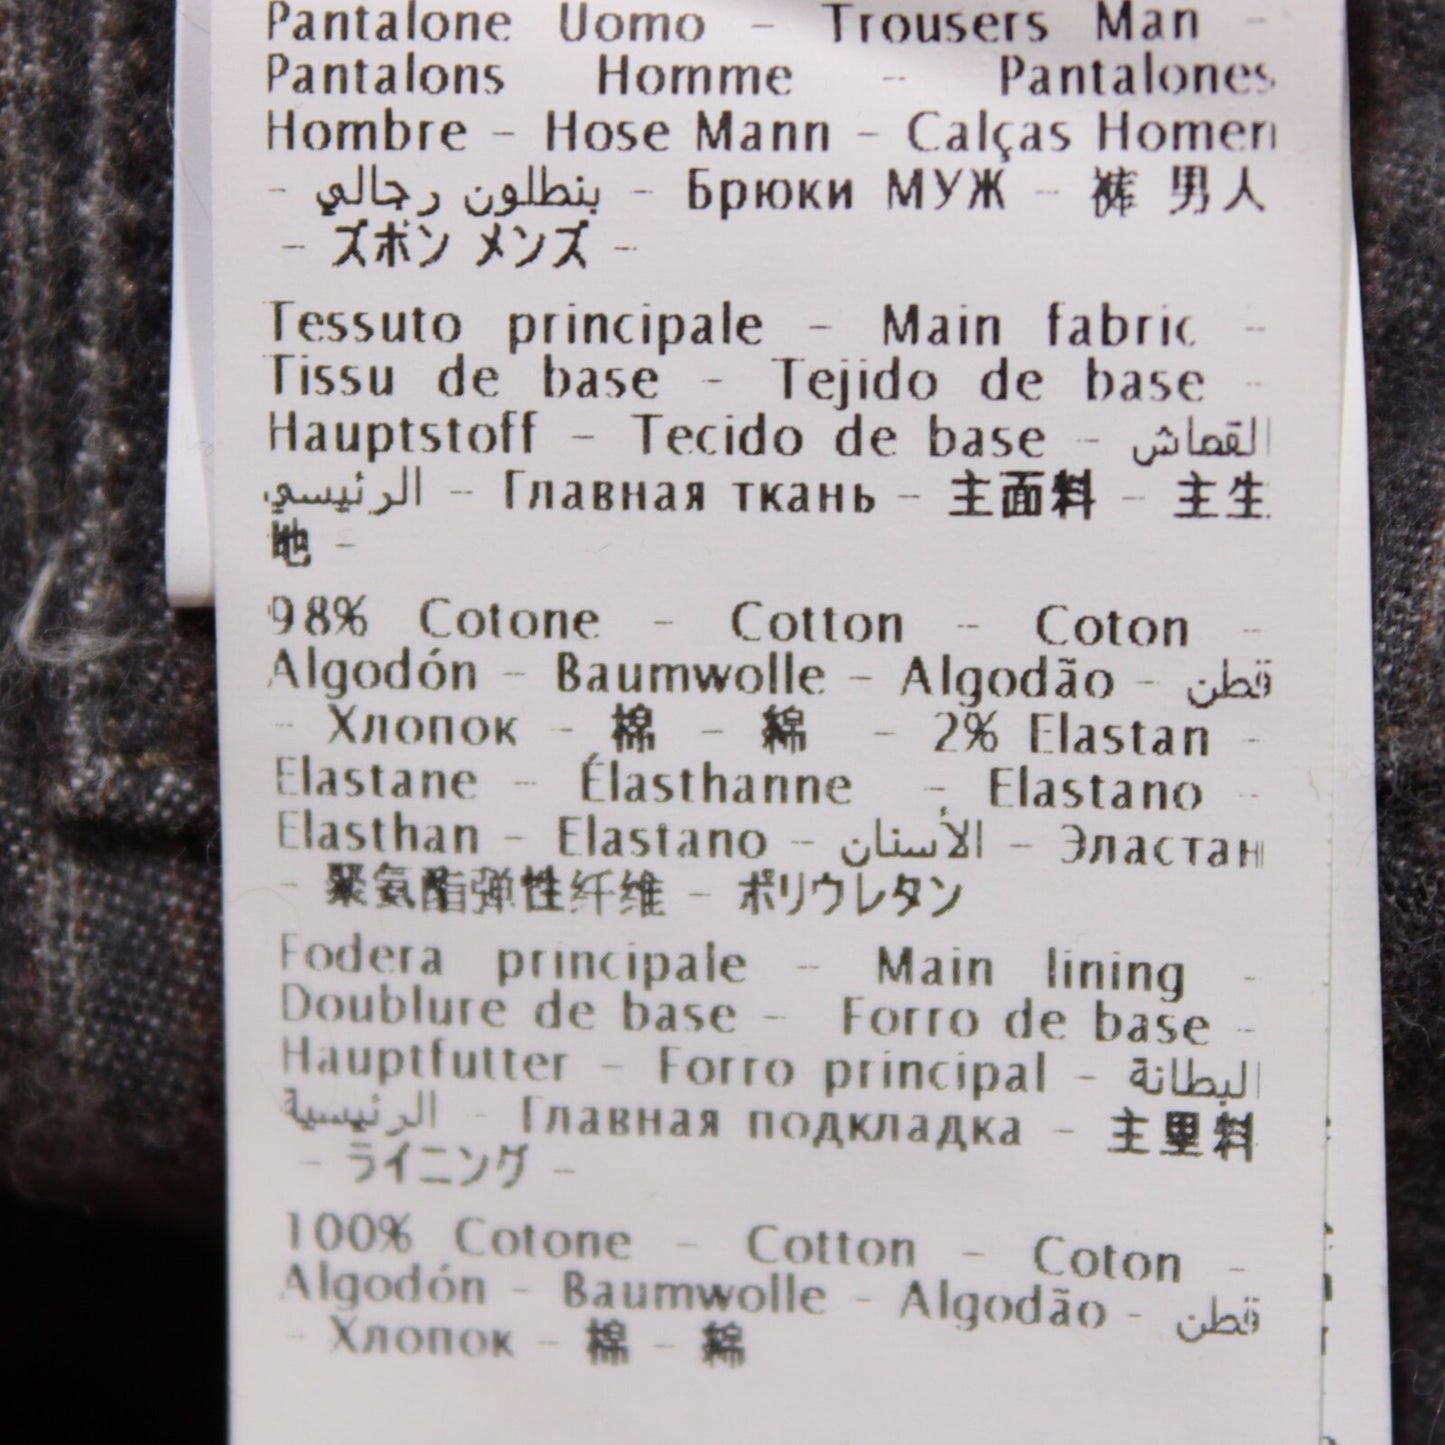 Pantalone Uomo - Trousers Man -
Pantalons Homme - Pantalones
Hombre - Hose Mann - Calças Homem
- بنطلون رجالي - Брюки МУЖ - 裤 男人
- ズボン メンズ -
Tessuto principale - Main fabric -
Tissu de base - Tejido de base -
Hauptstoff - Tecido de base - القماش
الرئيسي - Главная ткань - 主面料 - 主生
地 -
98% Cotone - Cotton - Coton -
Algodón - Baumwolle - Algodão - قطن
- Хлопок - 棉 - 綿 - 2% Elastan -
Elastane - Élasthanne - Elastano -
Elasthan - Elastano - الأسنان - Эластан
- 聚氨酯弹性纤维 - ポリウレタン
Fodera principale - Main lining -
Doublure de base - Forro de base -
Hauptfutter - Forro principal - البطانة
الرئيسية - Главная подкладка - 主里料
- ライニング -
100% Cotone - Cotton - Coton -
Algodón - Baumwolle - Algodão - قطن
- Хлопок - 棉 - 綿